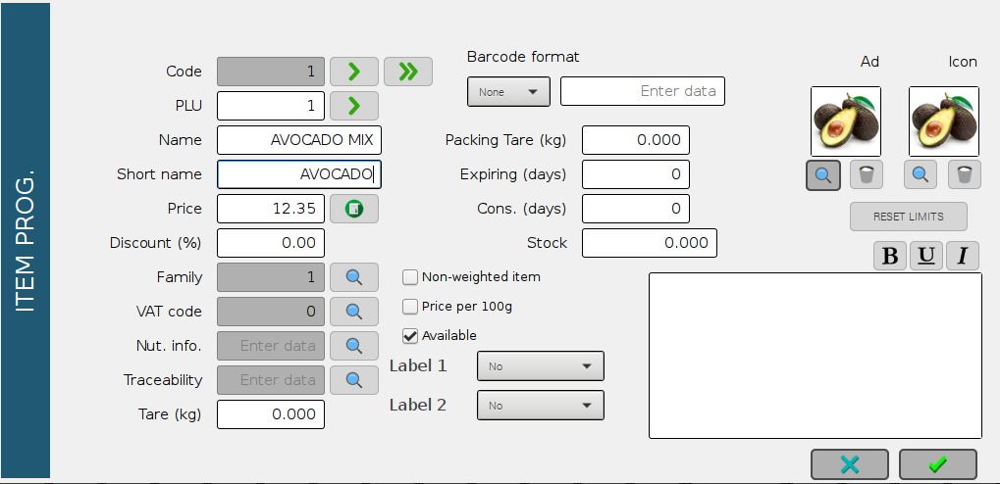 ITEM PROG.
Code 1
PLU 1
Name AVOCADO MIX
Short name AVOCADO
Price 12.35
Discount (%) 0.00
Family 1
VAT code 0
Nut. info. Enter data
Traceability Enter data
Tare (kg) 0.000
Barcode format
None Enter data
Packing Tare (kg) 0.000
Expiring (days) 0
Cons. (days) 0
Stock 0.000
Non-weighted item
Price per 100g
Available
Label 1 No
Label 2 No
Ad Icon
RESET LIMITS
B U I